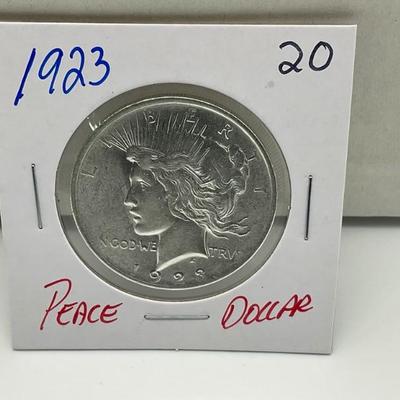 1923 20
LIBERTY
IN GOD WE TRVST
1923
PEACE DOLLAR